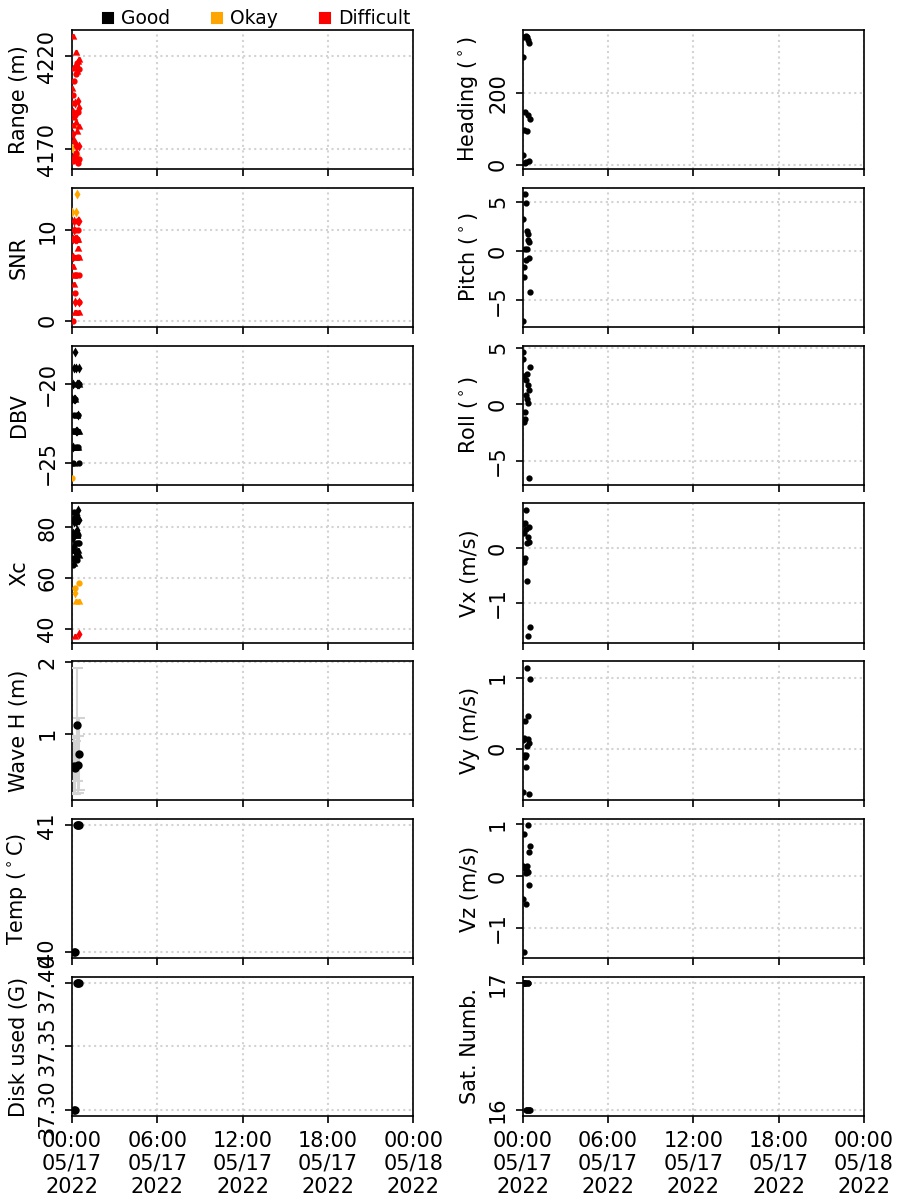 Good Okay Difficult
Range (m) 4220 4170
Heading (°) 200 0
SNR 10 0
Pitch (°) 5 0 −5
DBV −20 −25
Roll (°) 5 0 −5
Xc 80 60 40
Vx (m/s) 0 −1
Wave H (m) 2 1
Vy (m/s) 1 0
Temp (°C) 41 40
Vz (m/s) 1 0 −1
Disk used (G) 37.40 37.35 37.30
Sat. Numb. 17 16
00:00 06:00 12:00 18:00 00:00
05/17 05/17 05/17 05/17 05/18
2022 2022 2022 2022 2022
00:00 06:00 12:00 18:00 00:00
05/17 05/17 05/17 05/17 05/18
2022 2022 2022 2022 2022